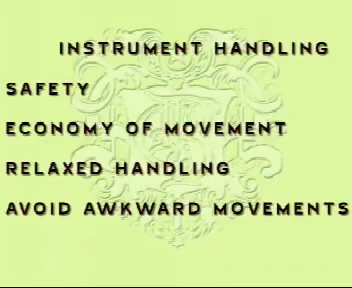 INSTRUMENT HANDLING
SAFETY
ECONOMY OF MOVEMENT
RELAXED HANDLING
AVOID AWKWARD MOVEMENTS